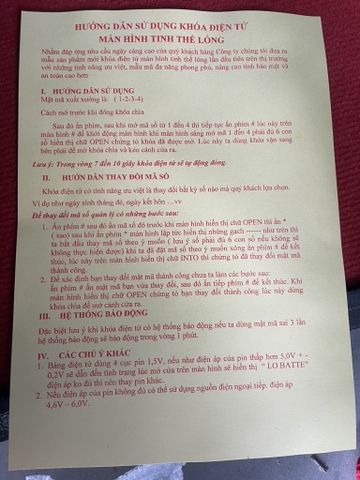 HƯỚNG DẪN SỬ DỤNG KHÓA ĐIỆN TỬ
MÀN HÌNH TINH THỂ LỎNG
Nhằm đáp ứng nhu cầu ngày càng cao của quý khách hàng Công ty chúng tôi đưa ra
mẫu sản phẩm mới khóa điện tử màn hình tinh thể lỏng lần đầu tiên trên thị trường
với những tính năng ưu việt, mẫu mã đa năng phong phú, nâng cao tính bảo mật và
an toàn cao hơn
I. HƯỚNG DẪN SỬ DỤNG
Mật mã xuất xưởng là: ( 1-2-3-4)
Cách mở trước khi đóng khóa chìa
Sau đó ấn phím, sau khi mở mã số từ 1 đến 4 thì tiếp tục ấn phím # lúc này trên
màn hình # để khởi động màn hình khi màn hình sáng mở mã 1 đến 4 phải đủ 6 con
số hiển thị chữ OPEN chứng tỏ khóa đã được mở. Lúc này ta dùng khóa vặn sang
bên phải để mở khóa chìa và kéo cánh cửa ra.
Lưu ý: Trong vòng 7 đến 10 giây khóa điện tử sẽ tự động đóng.
II. HƯỚN DẪN THAY ĐỔI MÃ SỐ
Khóa điện tử có tính năng ưu việt là thay đổi bất kỳ số nào mà quý khách lựa chọn.
Ví dụ như ngày sinh tháng đẻ, ngày kết hôn ...vv
Để thay đổi mã số quản lý có những bước sau:
1. Ấn phím # sau đó ấn mã số đó trước khi màn hình hiển thị chữ OPEN thì ấn *
( sao) sau khi ấn phím * màn hình lập tức hiển thị những gạch ------ như trên thì
ta bắt đầu thay mã số theo ý muốn ( lưu ý số phải đủ 6 con số nếu không sẽ
không thực hiện được) khi ta đã đặt mã số theo ý muốn xong ấn phím # để kết
thúc, lúc này trên màn hình hiển thị chữ INTO thì chứng tỏ đã thay đổi mật mã
thành công.
2. Để xác định bạn thay đổi mật mã thành công chưa ta làm các bước sau:
ấn phím # ấn mật mã bạn vừa thay đổi, sau đó ấn tiếp phím # để kết thúc. Khi
màn hình hiển thị chữ OPEN chứng tỏ bạn thay đổi thành công lúc này dùng
khóa chìa để mở cánh cửa ra.
III. HỆ THỐNG BÁO ĐỘNG
Đặc biệt lưu ý khi khóa điện tử có hệ thống báo động nếu ta dùng mật mã sai 3 lần
hệ thống báo động sẽ báo động trong vòng 1 phút.
IV. CÁC CHÚ Ý KHÁC
1. Bảng điện tử dùng 4 cục pin 1,5V, nếu như điện áp của pin thấp hơn 5,0V + -
0,2V sẽ dẫn đến tình trạng lúc mở cửa trên màn hình sẽ hiển thị " LO BATTE"
điện áp ko đủ thì nên thay pin khác.
2. Nếu điện áp của pin không đủ có thể sử dụng nguồn điện ngoại tiếp, điện áp
4,6V – 6,0V.